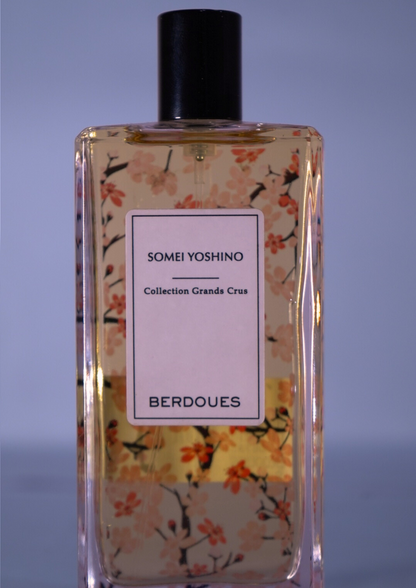 SOMEI YOSHINO
Collection Grands Crus
BERDOUES